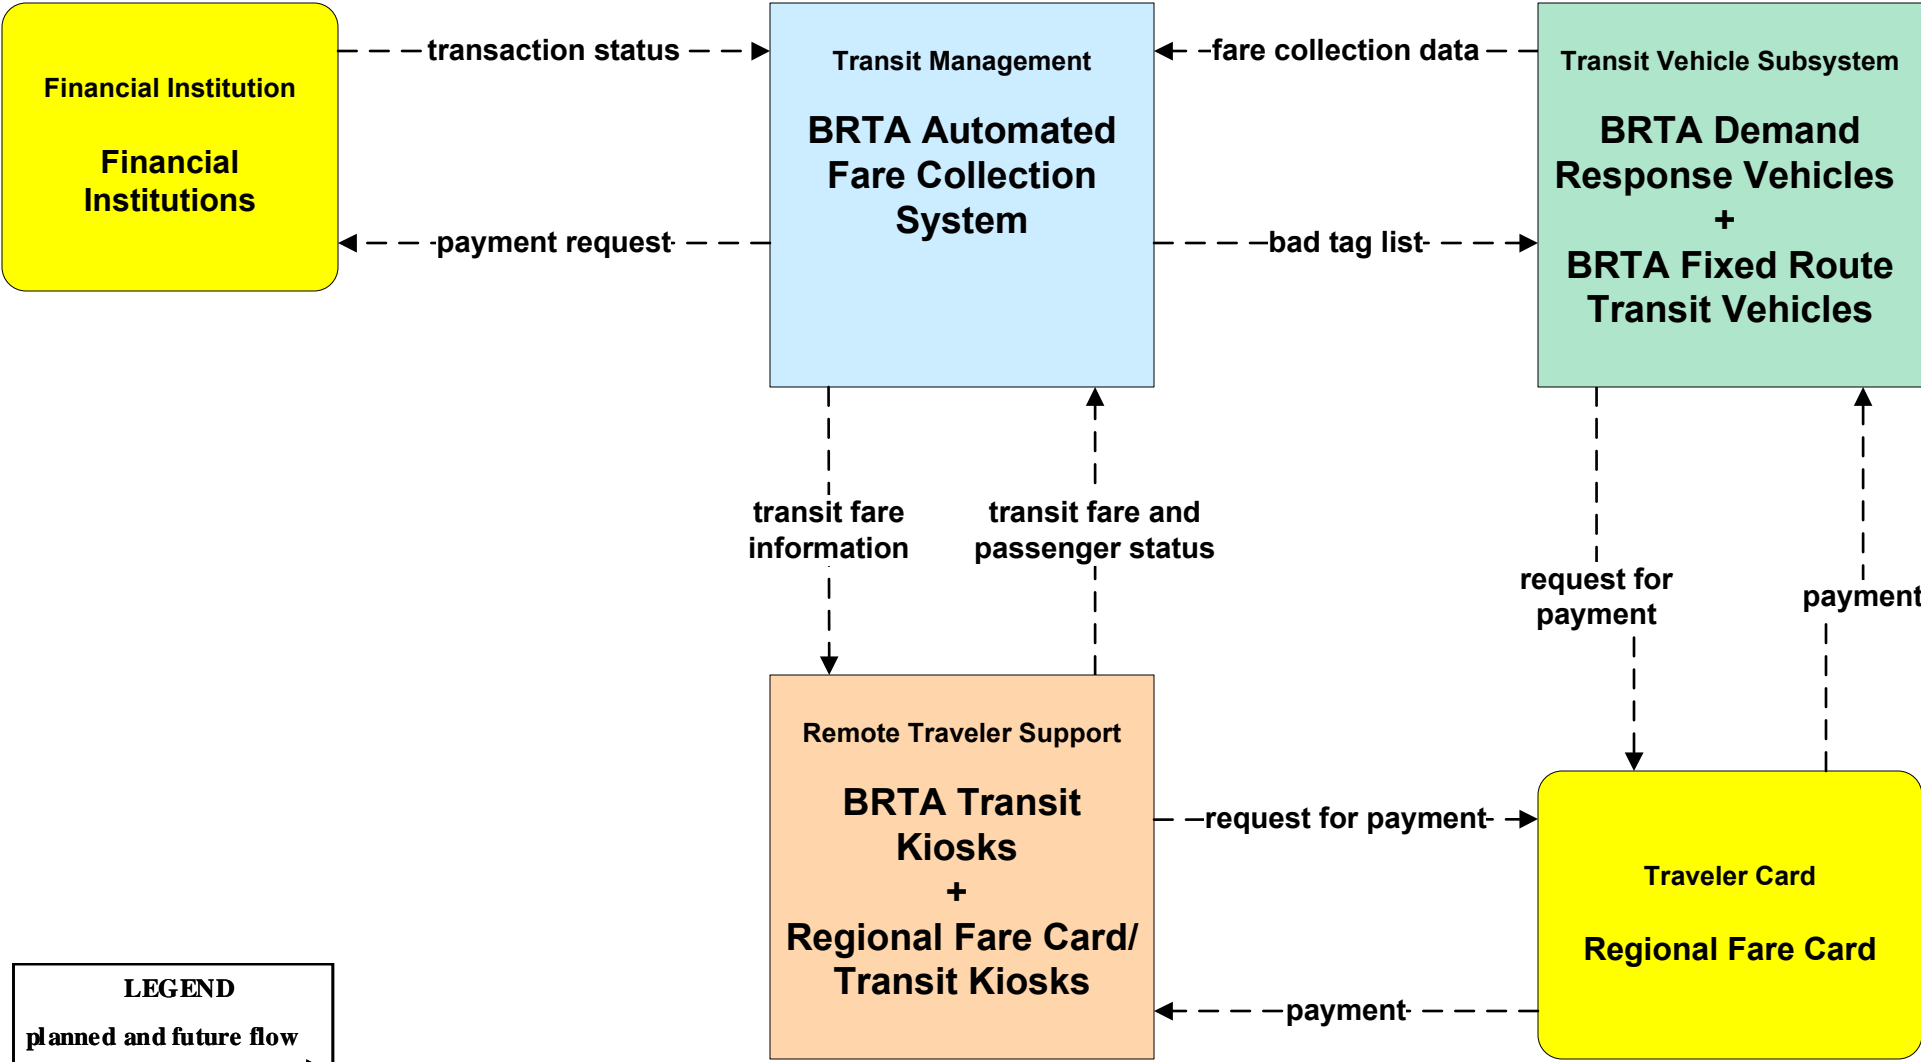 Financial Institution
Financial
Institutions
transaction status
payment request
Transit Management
BRTA Automated
Fare Collection
System
fare collection data
bad tag list
Transit Vehicle Subsystem
BRTA Demand
Response Vehicles
+
BRTA Fixed Route
Transit Vehicles
transit fare
information
transit fare and
passenger status
request for
payment
payment
Remote Traveler Support
BRTA Transit
Kiosks
+
Regional Fare Card/
Transit Kiosks
request for payment
payment
Traveler Card
Regional Fare Card
LEGEND
planned and future flow